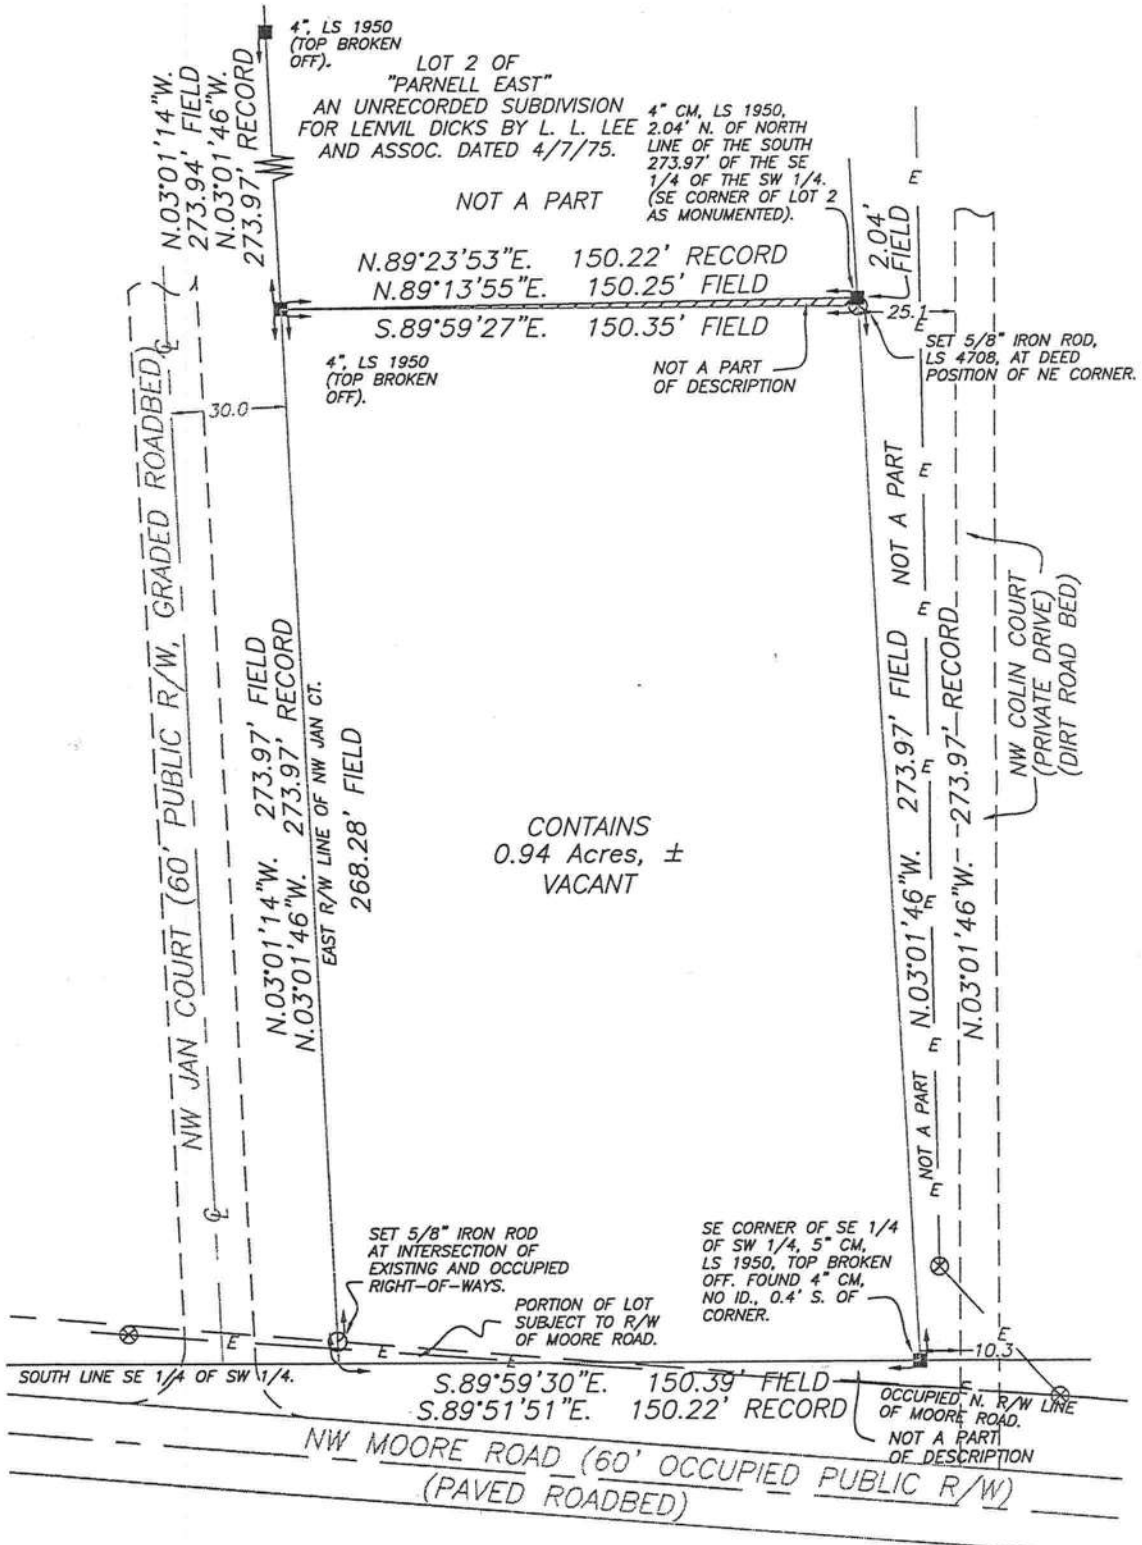 4", LS 1950
(TOP BROKEN
OFF).
LOT 2 OF
"PARNELL EAST"
AN UNRECORDED SUBDIVISION
FOR LENVIL DICKS BY L. L. LEE
AND ASSOC. DATED 4/7/75.
NOT A PART
4" CM, LS 1950,
2.04' N. OF NORTH
LINE OF THE SOUTH
273.97' OF THE SE
1/4 OF THE SW 1/4.
(SE CORNER OF LOT 2
AS MONUMENTED).
N.03°01'14"W.
273.94' FIELD
N.03°01'46"W.
273.97' RECORD
2.04'
FIELD
E
N.89°23'53"E. 150.22' RECORD
N.89°13'55"E. 150.25' FIELD
S.89°59'27"E. 150.35' FIELD
25.1
E
SET 5/8" IRON ROD,
LS 4708, AT DEED
POSITION OF NE CORNER.
4", LS 1950
(TOP BROKEN
OFF).
NOT A PART
OF DESCRIPTION
30.0
CL
NW JAN COURT (60' PUBLIC R/W, GRADED ROADBED)
CL
N.03°01'14"W. 273.97' FIELD
N.03°01'46"W. 273.97' RECORD
EAST R/W LINE OF NW JAN CT.
268.28' FIELD
CONTAINS
0.94 Acres, ±
VACANT
NOT A PART
E
E
E
E
E
E
N.03°01'46"W. 273.97' FIELD
N.03°01'46"W. 273.97' RECORD
NOT A PART
NW COLIN COURT
(PRIVATE DRIVE)
(DIRT ROAD BED)
SET 5/8" IRON ROD
AT INTERSECTION OF
EXISTING AND OCCUPIED
RIGHT-OF-WAYS.
PORTION OF LOT
SUBJECT TO R/W
OF MOORE ROAD.
SE CORNER OF SE 1/4
OF SW 1/4, 5" CM,
LS 1950, TOP BROKEN
OFF. FOUND 4" CM,
NO ID., 0.4' S. OF
CORNER.
E
E
E
E
E
10.3
SOUTH LINE SE 1/4 OF SW 1/4.
S.89°59'30"E. 150.39' FIELD
S.89°51'51"E. 150.22' RECORD
OCCUPIED N. R/W LINE
OF MOORE ROAD.
NOT A PART
OF DESCRIPTION
NW MOORE ROAD (60' OCCUPIED PUBLIC R/W)
(PAVED ROADBED)